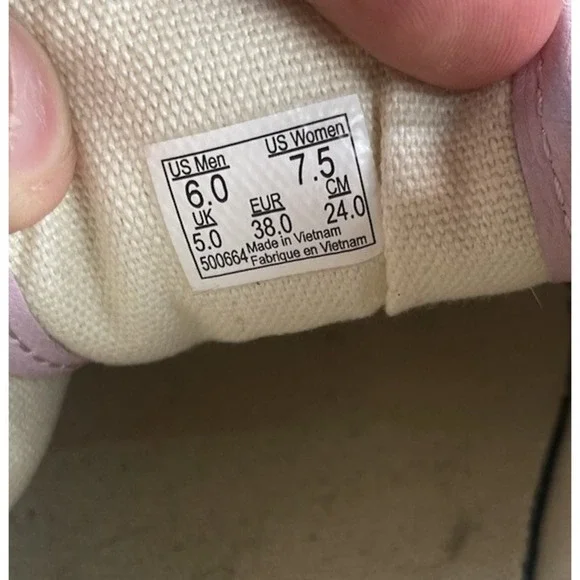 US Men US Women
6.0 7.5
UK EUR CM
5.0 38.0 24.0
500664 Made in Vietnam
Fabrique en Vietnam